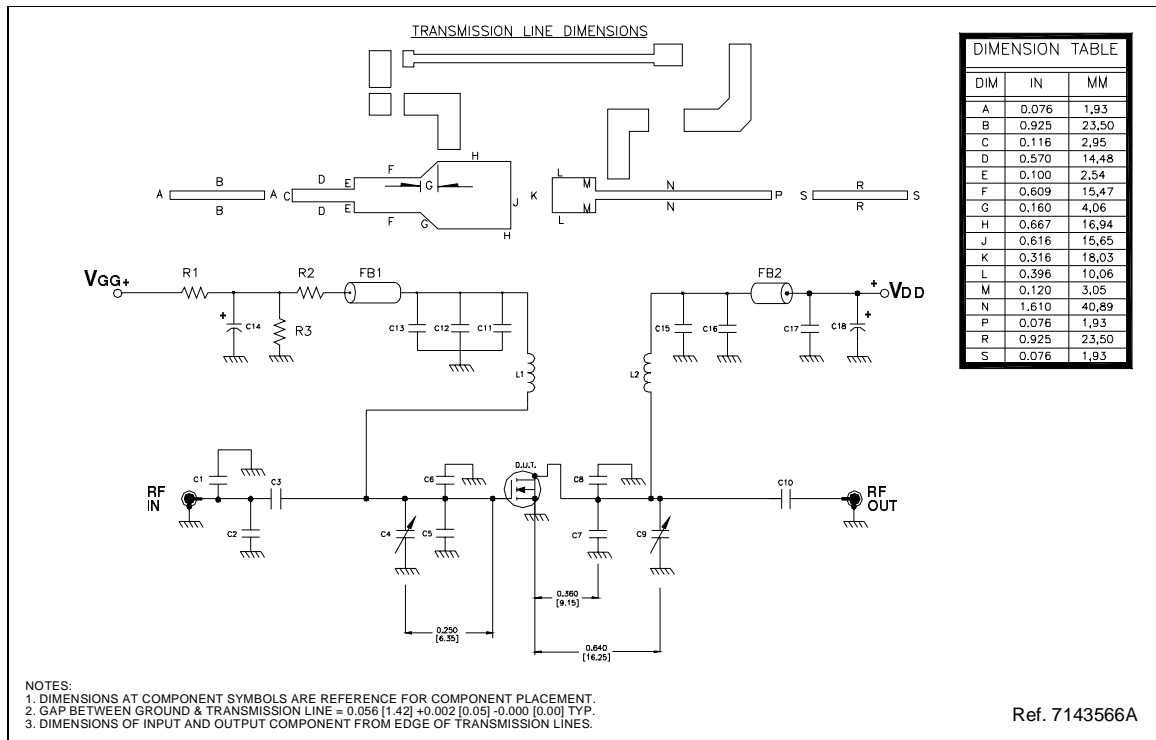 TRANSMISSION LINE DIMENSIONS
H
F
G
D
E
B
A
A
C
J
B
D
E
F
G
H
K
L
M
N
P
M
N
L
R
S
S
R
DIMENSION TABLE
DIM IN MM
A 0.076 1,93
B 0.925 23,50
C 0.116 2,95
D 0.570 14,48
E 0.100 2,54
F 0.609 15,47
G 0.160 4,06
H 0.667 16,94
J 0.616 15,65
K 0.316 18,03
L 0.396 10,06
M 0.120 3,05
N 1.610 40,89
P 0.076 1,93
R 0.925 23,50
S 0.076 1,93
VGG+
R1
R2
FB1
+
C14
R3
C13
C12
C11
L1
FB2
+
VDD
C15
C16
C17
C18
+
L2
RF
IN
C1
C2
C3
C4
C6
C5
D.U.T.
C8
C7
C9
C10
RF
OUT
0.250
[6.35]
0.360
[9.15]
0.640
[16.25]
NOTES:
1. DIMENSIONS AT COMPONENT SYMBOLS ARE REFERENCE FOR COMPONENT PLACEMENT.
2. GAP BETWEEN GROUND & TRANSMISSION LINE = 0.056 [1.42] +0.002 [0.05] -0.000 [0.00] TYP.
3. DIMENSIONS OF INPUT AND OUTPUT COMPONENT FROM EDGE OF TRANSMISSION LINES.
Ref. 7143566A